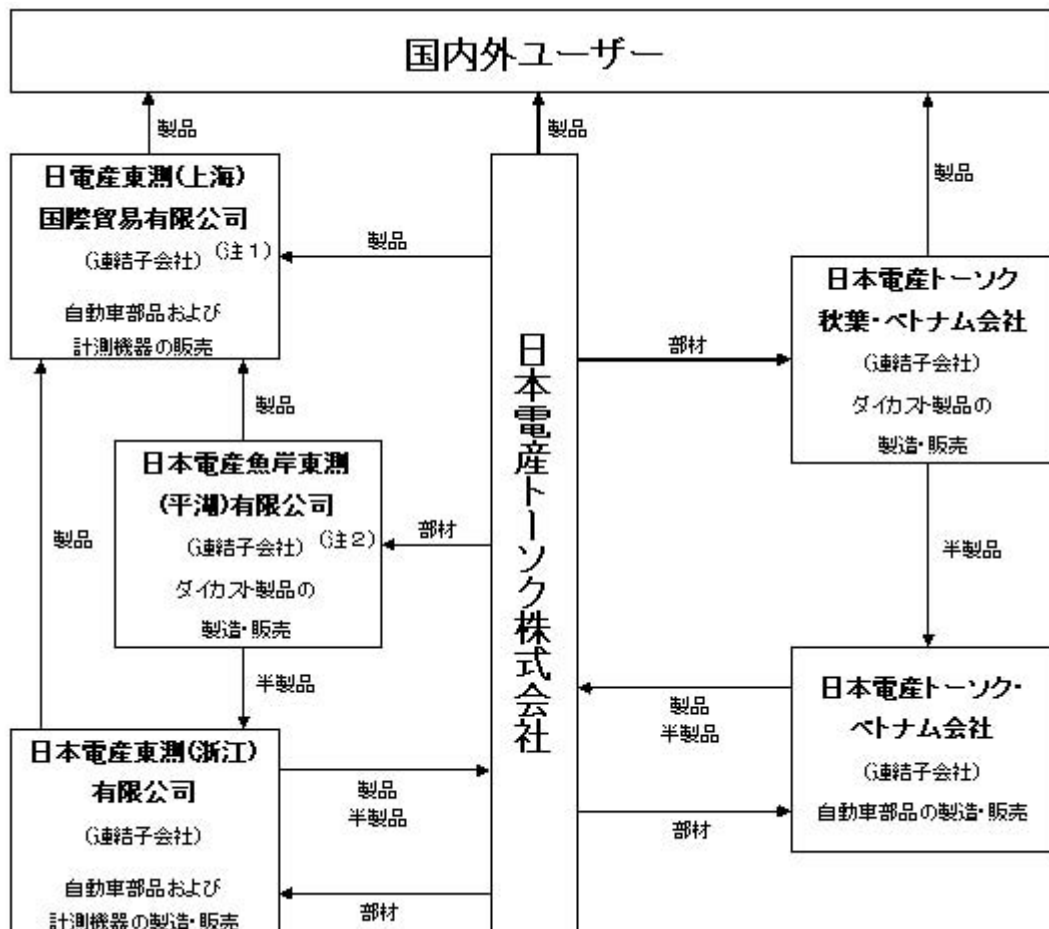 国内外ユーザー
製品
製品
製品
日電産東測(上海)
国際貿易有限公司
(連結子会社)(注1)
自動車部品および
計測機器の販売
製品
日本電産トーソク
秋葉・ベトナム会社
(連結子会社)
ダイカスト製品の
製造・販売
部材
日本電産トーソク株式会社
製品
製品
日本電産魚岸東測
(平湖)有限公司
(連結子会社)(注2)
ダイカスト製品の
製造・販売
部材
半製品
半製品
日本電産トーソク・
ベトナム会社
(連結子会社)
自動車部品の製造・販売
製品
半製品
部材
日本電産東測(浙江)
有限公司
(連結子会社)
自動車部品および
計測機器の製造・販売
製品
半製品
部材